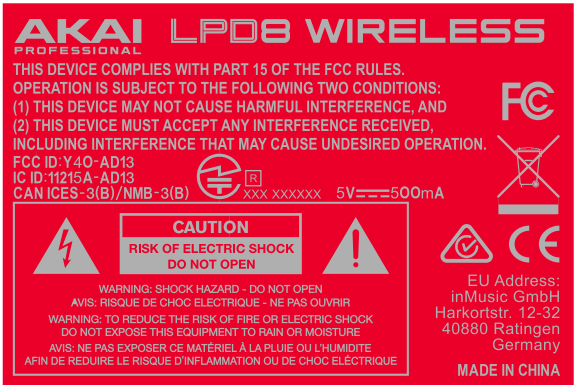 AKAI PROFESSIONAL LPD8 WIRELESS
THIS DEVICE COMPLIES WITH PART 15 OF THE FCC RULES.
OPERATION IS SUBJECT TO THE FOLLOWING TWO CONDITIONS:
(1) THIS DEVICE MAY NOT CAUSE HARMFUL INTERFERENCE, AND
(2) THIS DEVICE MUST ACCEPT ANY INTERFERENCE RECEIVED,
INCLUDING INTERFERENCE THAT MAY CAUSE UNDESIRED OPERATION.
FC
FCC ID:Y4O-AD13
IC ID:11215A-AD13
CAN ICES-3(B)/NMB-3(B)
R
XXX XXXXXX
5V 500mA
CAUTION
RISK OF ELECTRIC SHOCK
DO NOT OPEN
WARNING: SHOCK HAZARD - DO NOT OPEN
AVIS: RISQUE DE CHOC ELECTRIQUE - NE PAS OUVRIR
WARNING: TO REDUCE THE RISK OF FIRE OR ELECTRIC SHOCK
DO NOT EXPOSE THIS EQUIPMENT TO RAIN OR MOISTURE
AVIS: NE PAS EXPOSER CE MATÉRIEL À LA PLUIE OU L'HUMIDITE
AFIN DE REDUIRE LE RISQUE D'INFLAMMATION OU DE CHOC ÉLECTRIQUE
CE
EU Address:
inMusic GmbH
Harkortstr. 12-32
40880 Ratingen
Germany
MADE IN CHINA